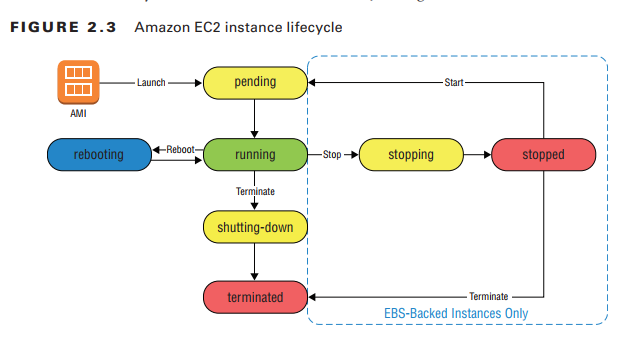 FIGURE 2.3 Amazon EC2 instance lifecycle
AMI
Launch
pending
Start
rebooting
Reboot
running
Stop
stopping
stopped
Terminate
shutting-down
terminated
Terminate
EBS-Backed Instances Only